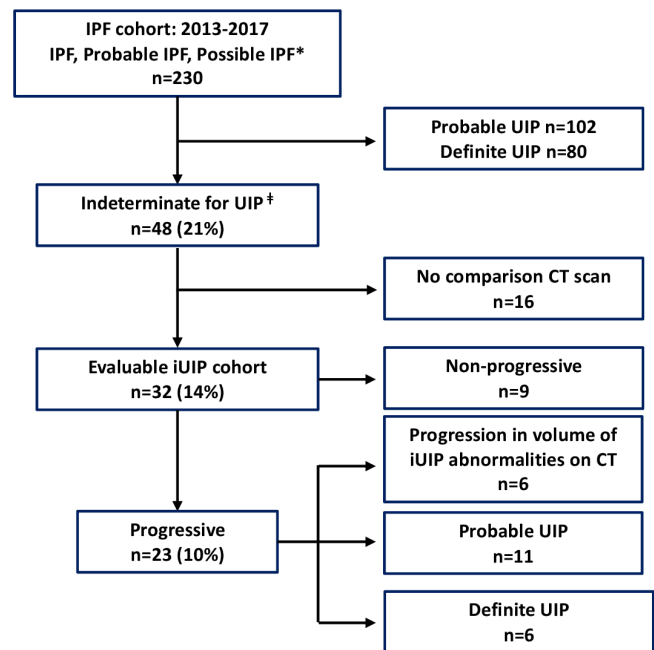 IPF cohort: 2013-2017
IPF, Probable IPF, Possible IPF*
n=230
Probable UIP n=102
Definite UIP n=80
Indeterminate for UIP ‡
n=48 (21%)
No comparison CT scan
n=16
Evaluable iUIP cohort
n=32 (14%)
Non-progressive
n=9
Progression in volume of
iUIP abnormalities on CT
n=6
Progressive
n=23 (10%)
Probable UIP
n=11
Definite UIP
n=6